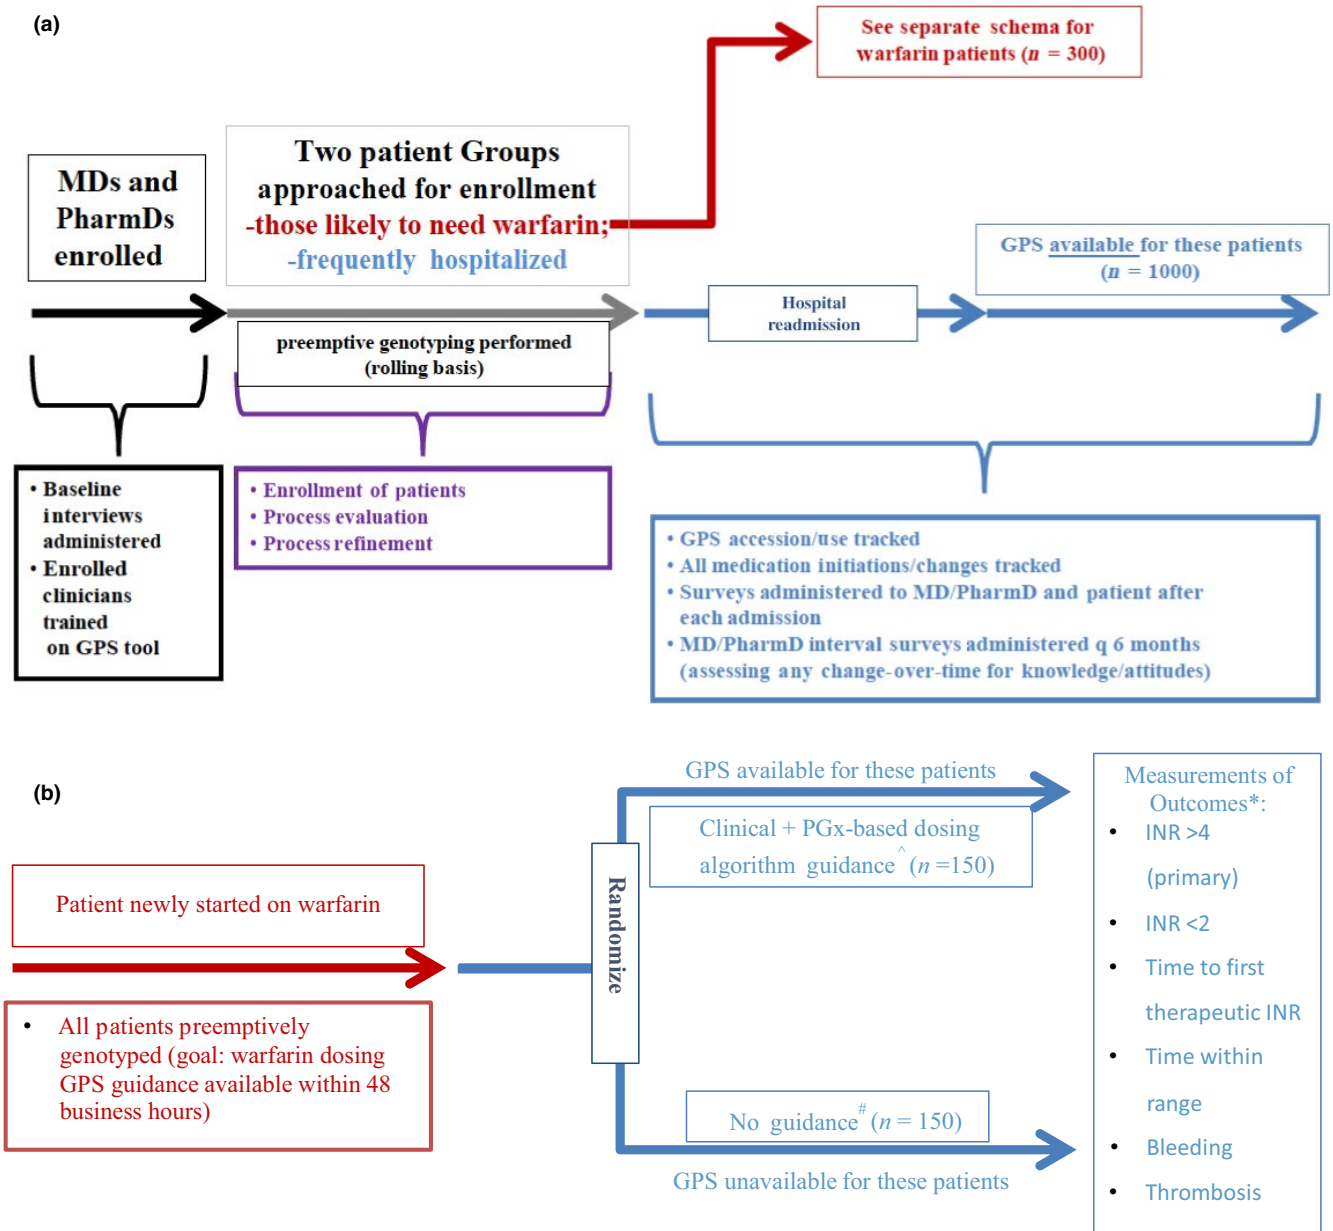 (a)
See separate schema for
warfarin patients (n = 300)
MDs and
PharmDs
enrolled
Two patient Groups
approached for enrollment
-those likely to need warfarin;
-frequently hospitalized
GPS available for these patients
(n = 1000)
Hospital
readmission
preemptive genotyping performed
(rolling basis)
• Baseline
interviews
administered
• Enrolled
clinicians
trained
on GPS tool
• Enrollment of patients
• Process evaluation
• Process refinement
• GPS accession/use tracked
• All medication initiations/changes tracked
• Surveys administered to MD/PharmD and patient after
each admission
• MD/PharmD interval surveys administered q 6 months
(assessing any change-over-time for knowledge/attitudes)
(b)
Patient newly started on warfarin
• All patients preemptively
genotyped (goal: warfarin dosing
GPS guidance available within 48
business hours)
Randomize
GPS available for these patients
Clinical + PGx-based dosing
algorithm guidance^ (n =150)
No guidance# (n = 150)
GPS unavailable for these patients
Measurements of
Outcomes*:
• INR >4
(primary)
• INR <2
• Time to first
therapeutic INR
• Time within
range
• Bleeding
• Thrombosis